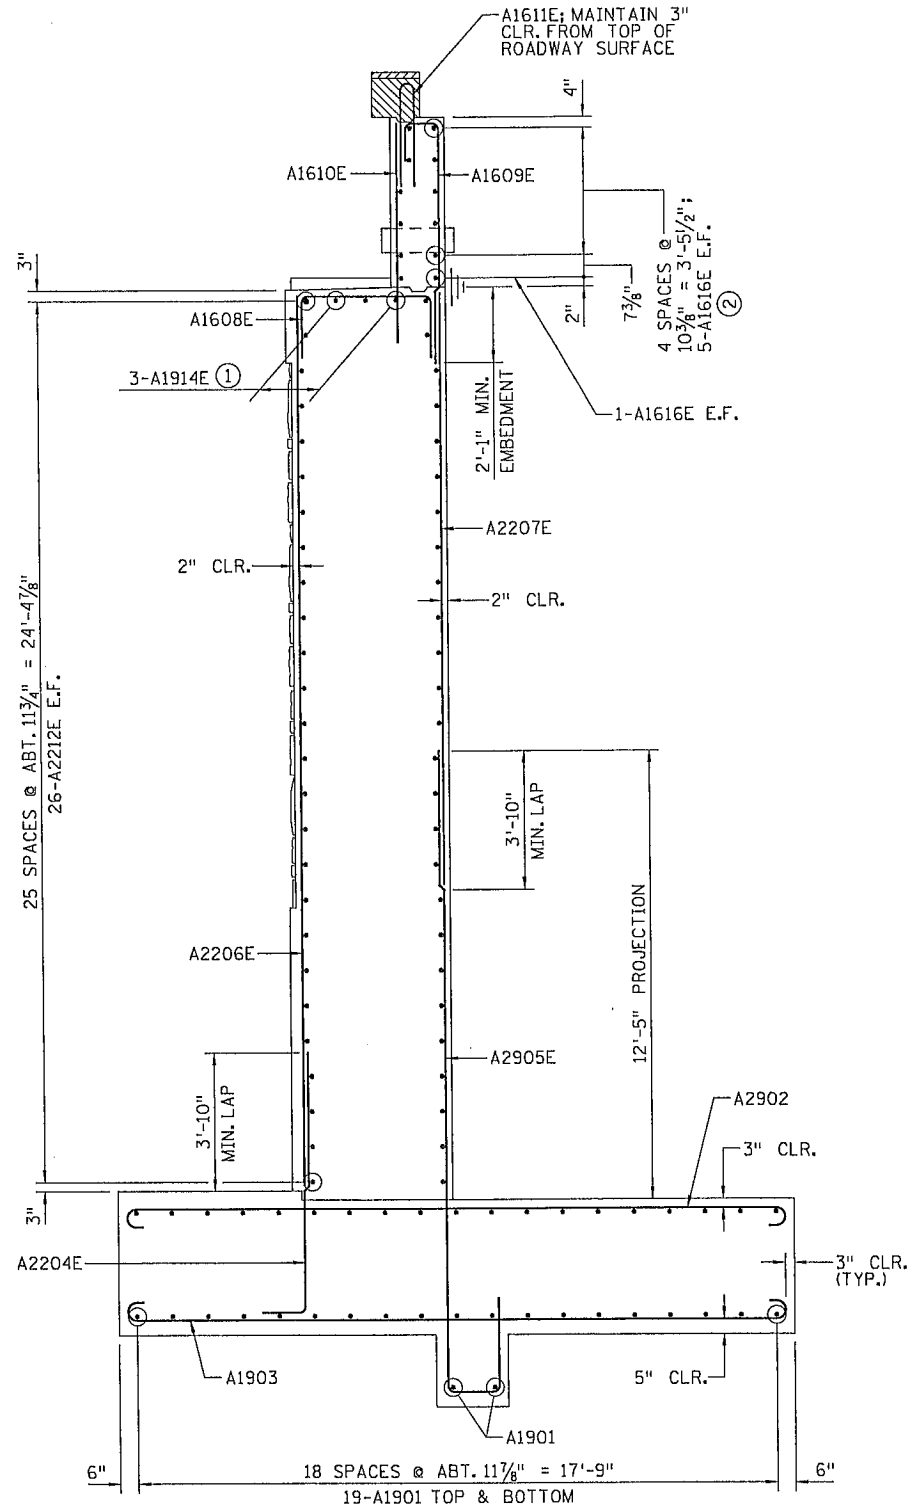 A1611E; MAINTAIN 3"
CLR. FROM TOP OF
ROADWAY SURFACE
4"
A1610E
A1609E
4 SPACES @
10⅜" = 3'-5½";
5-A1616E E.F.
②
7⅜"
2"
3"
A1608E
3-A1914E ①
2'-1" MIN.
EMBEDMENT
1-A1616E E.F.
A2207E
2" CLR.
2" CLR.
25 SPACES @ ABT. 11¾" = 24'-4⅞"
26-A2212E E.F.
3'-10"
MIN. LAP
12'-5" PROJECTION
A2206E
A2905E
3'-10"
MIN. LAP
A2902
3" CLR.
3"
A2204E
3" CLR.
(TYP.)
A1903
5" CLR.
A1901
6"
18 SPACES @ ABT. 11⅞" = 17'-9"
6"
19-A1901 TOP & BOTTOM